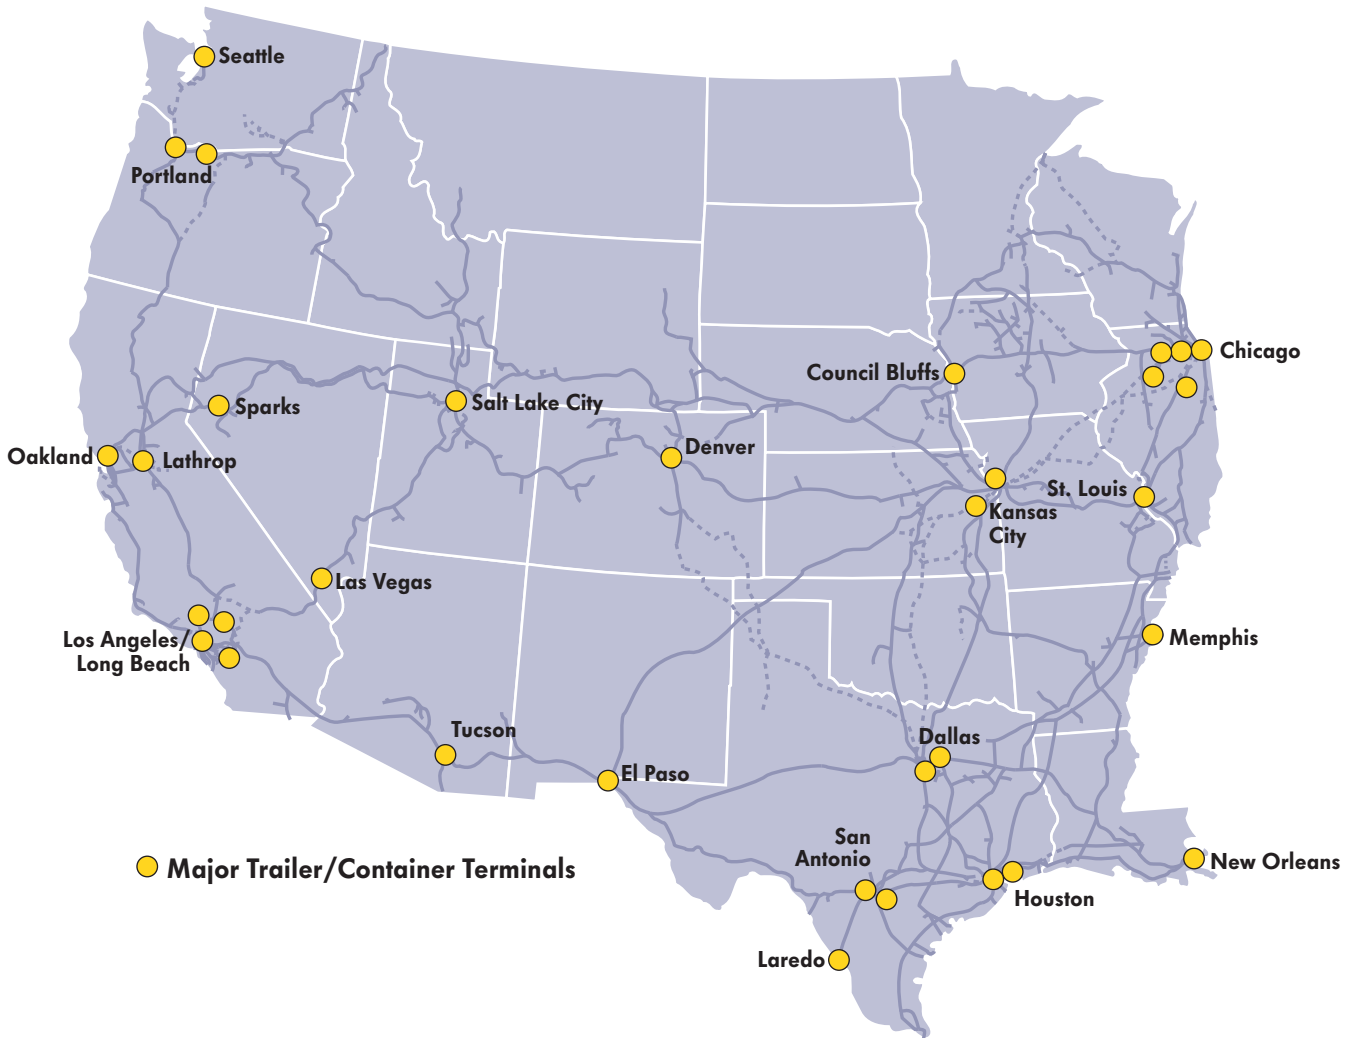 Seattle
Portland
Chicago
Council Bluffs
Salt Lake City
Sparks
Denver
Oakland
Lathrop
St. Louis
Kansas
City
Las Vegas
Los Angeles/
Long Beach
Memphis
Tucson
Dallas
El Paso
San
Antonio
Major Trailer/Container Terminals
New Orleans
Houston
Laredo